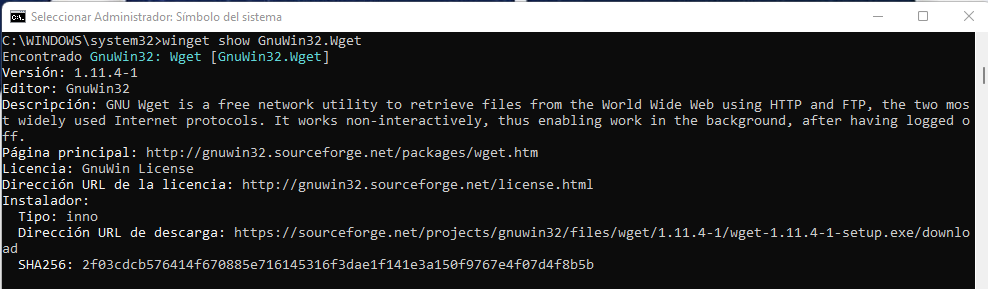 Seleccionar Administrador: Símbolo del sistema
C:\WINDOWS\system32>winget show GnuWin32.Wget
Encontrado GnuWin32: Wget [GnuWin32.Wget]
Versión: 1.11.4-1
Editor: GnuWin32
Descripción: GNU Wget is a free network utility to retrieve files from the World Wide Web using HTTP and FTP, the two mos
t widely used Internet protocols. It works non-interactively, thus enabling work in the background, after having logged o
ff.
Página principal: http://gnuwin32.sourceforge.net/packages/wget.htm
Licencia: GnuWin License
Dirección URL de la licencia: http://gnuwin32.sourceforge.net/license.html
Instalador:
  Tipo: inno
  Dirección URL de descarga: https://sourceforge.net/projects/gnuwin32/files/wget/1.11.4-1/wget-1.11.4-1-setup.exe/downlo
ad
  SHA256: 2f03cdcb576414f670885e716145316f3dae1f141e3a150f9767e4f07d4f8b5b